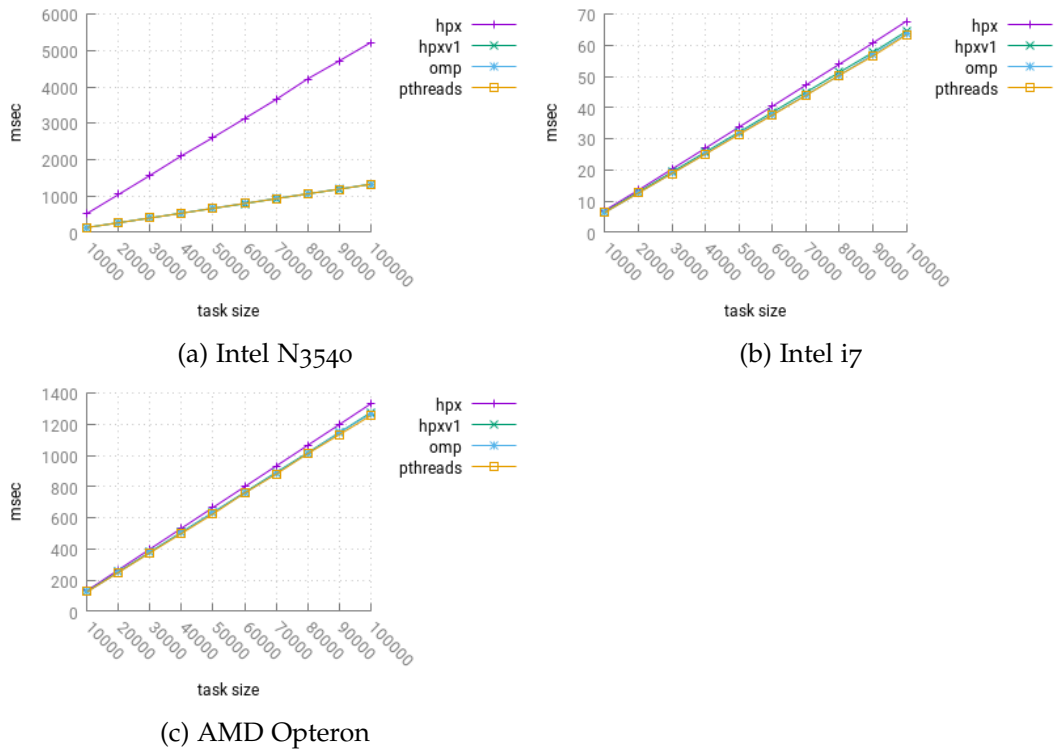 6000
5000
4000
3000
2000
1000
0
msec
10000
20000
30000
40000
50000
60000
70000
80000
90000
100000
task size
hpx
hpxv1
omp
pthreads
(a) Intel N3540
70
60
50
40
30
20
10
0
msec
10000
20000
30000
40000
50000
60000
70000
80000
90000
100000
task size
hpx
hpxv1
omp
pthreads
(b) Intel i7
1400
1200
1000
800
600
400
200
0
msec
10000
20000
30000
40000
50000
60000
70000
80000
90000
100000
task size
hpx
hpxv1
omp
pthreads
(c) AMD Opteron